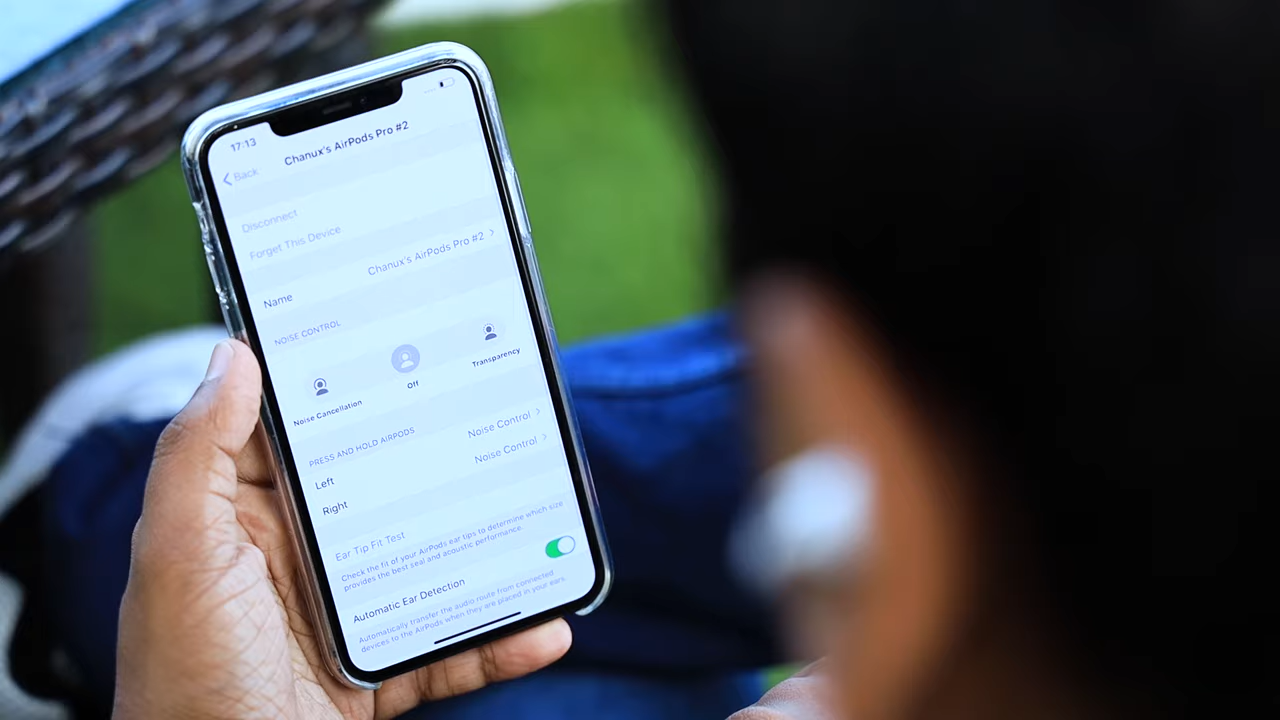 17:13
Back
Chanux's AirPods Pro #2
Disconnect
Forget This Device
Name
Chanux's AirPods Pro #2
NOISE CONTROL
Noise Cancellation
Off
Transparency
PRESS AND HOLD AIRPODS
Left
Noise Control
Right
Noise Control
Ear Tip Fit Test
Check the fit of your AirPods ear tips to determine which size
provides the best seal and acoustic performance.
Automatic Ear Detection
Automatically transfer the audio route from connected
devices to the AirPods when they are placed in your ears.